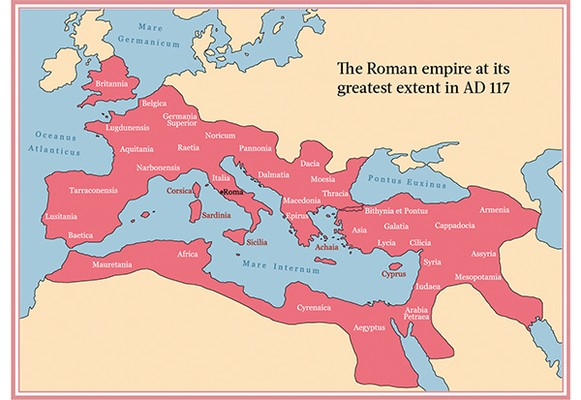 Mare
Germanicum
The Roman empire at its
greatest extent in AD 117
Britannia
Belgica
Germania
Superior
Lugdunensis
Noricum
Oceanus
Atlanticus
Aquitania
Raetia
Pannonia
Dacia
Narbonensis
Italia
Dalmatia
Moesia
Pontus Euxinus
Tarraconensis
Corsica
Roma
Thracia
Macedonia
Lusitania
Sardinia
Epirus
Bithynia et Pontus
Armenia
Baetica
Asia
Galatia
Cappadocia
Sicilia
Achaia
Lycia
Cilicia
Mauretania
Africa
Mare Internum
Cyprus
Syria
Assyria
Mesopotamia
Iudaea
Cyrenaica
Arabia
Petraea
Aegyptus